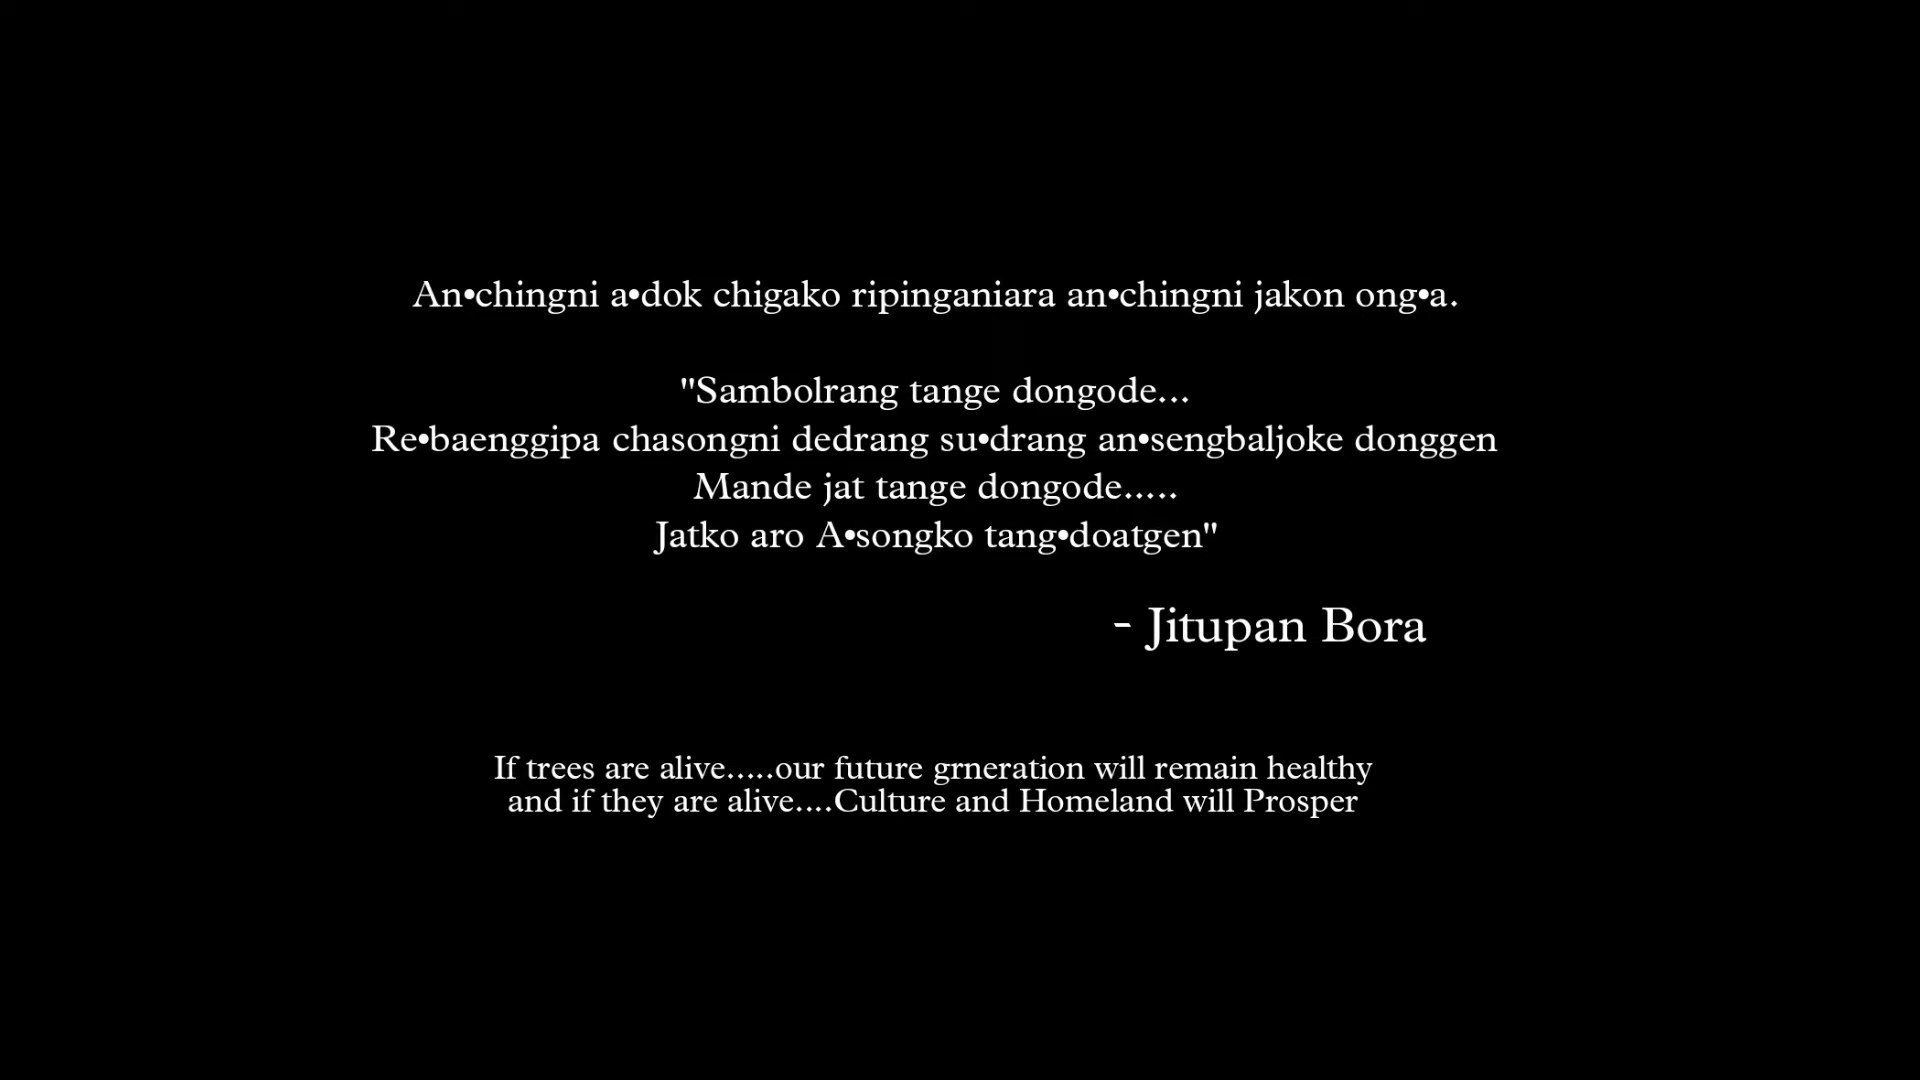 An•chingni a•dok chigako ripinganiara an•chingni jakon ong•a.
"Sambolrang tange dongode...
Re•baenggipa chasongni dedrang su•drang an•sengbaljoke donggen
Mande jat tange dongode.....
Jatko aro A•songko tang•doatgen"
- Jitupan Bora
If trees are alive.....our future grneration will remain healthy
and if they are alive....Culture and Homeland will Prosper